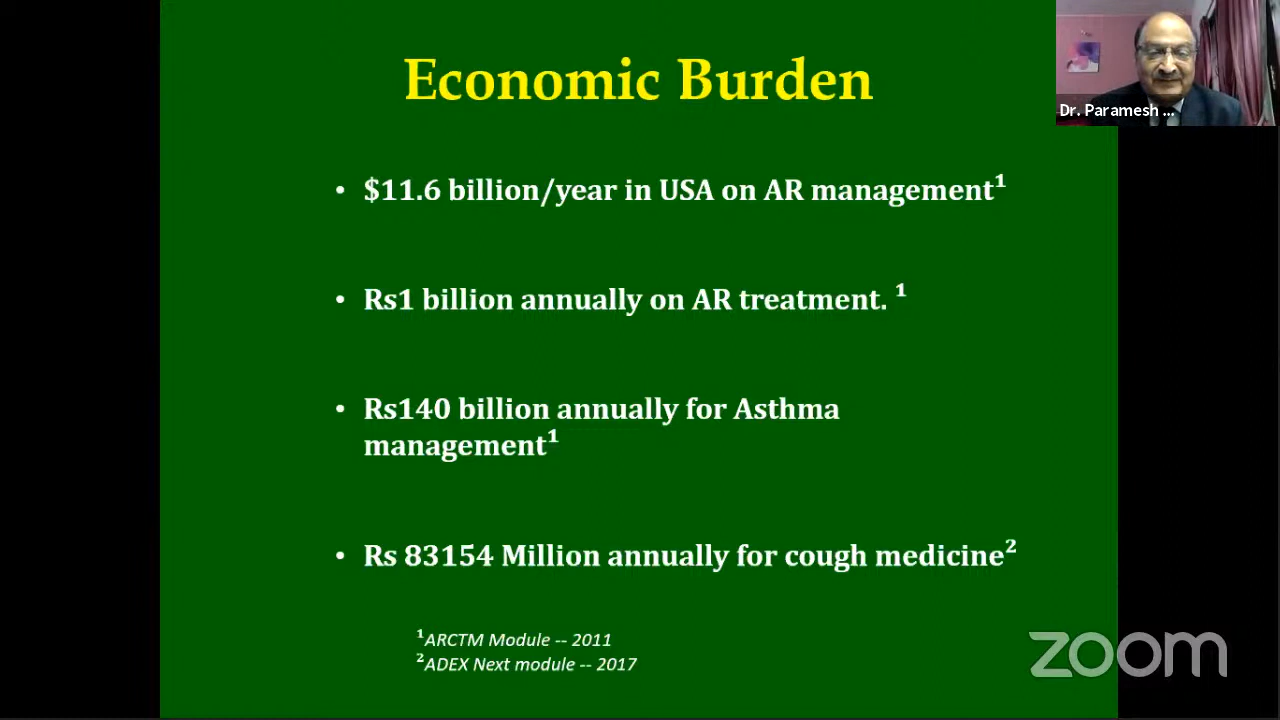 Economic Burden
Dr. Paramesh ...
• $11.6 billion/year in USA on AR management¹
• Rs1 billion annually on AR treatment. ¹
• Rs140 billion annually for Asthma
management¹
• Rs 83154 Million annually for cough medicine²
¹ARCTM Module -- 2011
²ADEX Next module -- 2017
zoom